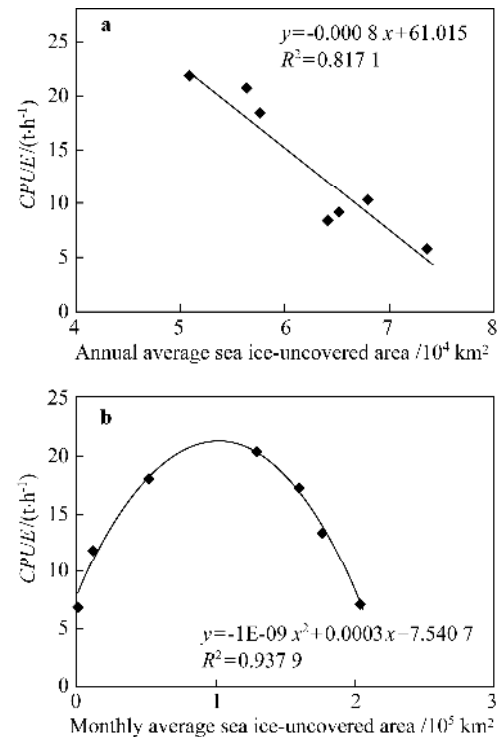 a
y=-0.000 8 x+61.015
R²=0.817 1
25
20
15
10
5
0
CPUE/(t·h⁻¹)
4 5 6 7 8
Annual average sea ice-uncovered area /10⁴ km²
b
25
20
15
10
5
0
CPUE/(t·h⁻¹)
y=-1E-09 x²+0.0003x−7.540 7
R²=0.937 9
0 1 2 3
Monthly average sea ice-uncovered area /10⁵ km²